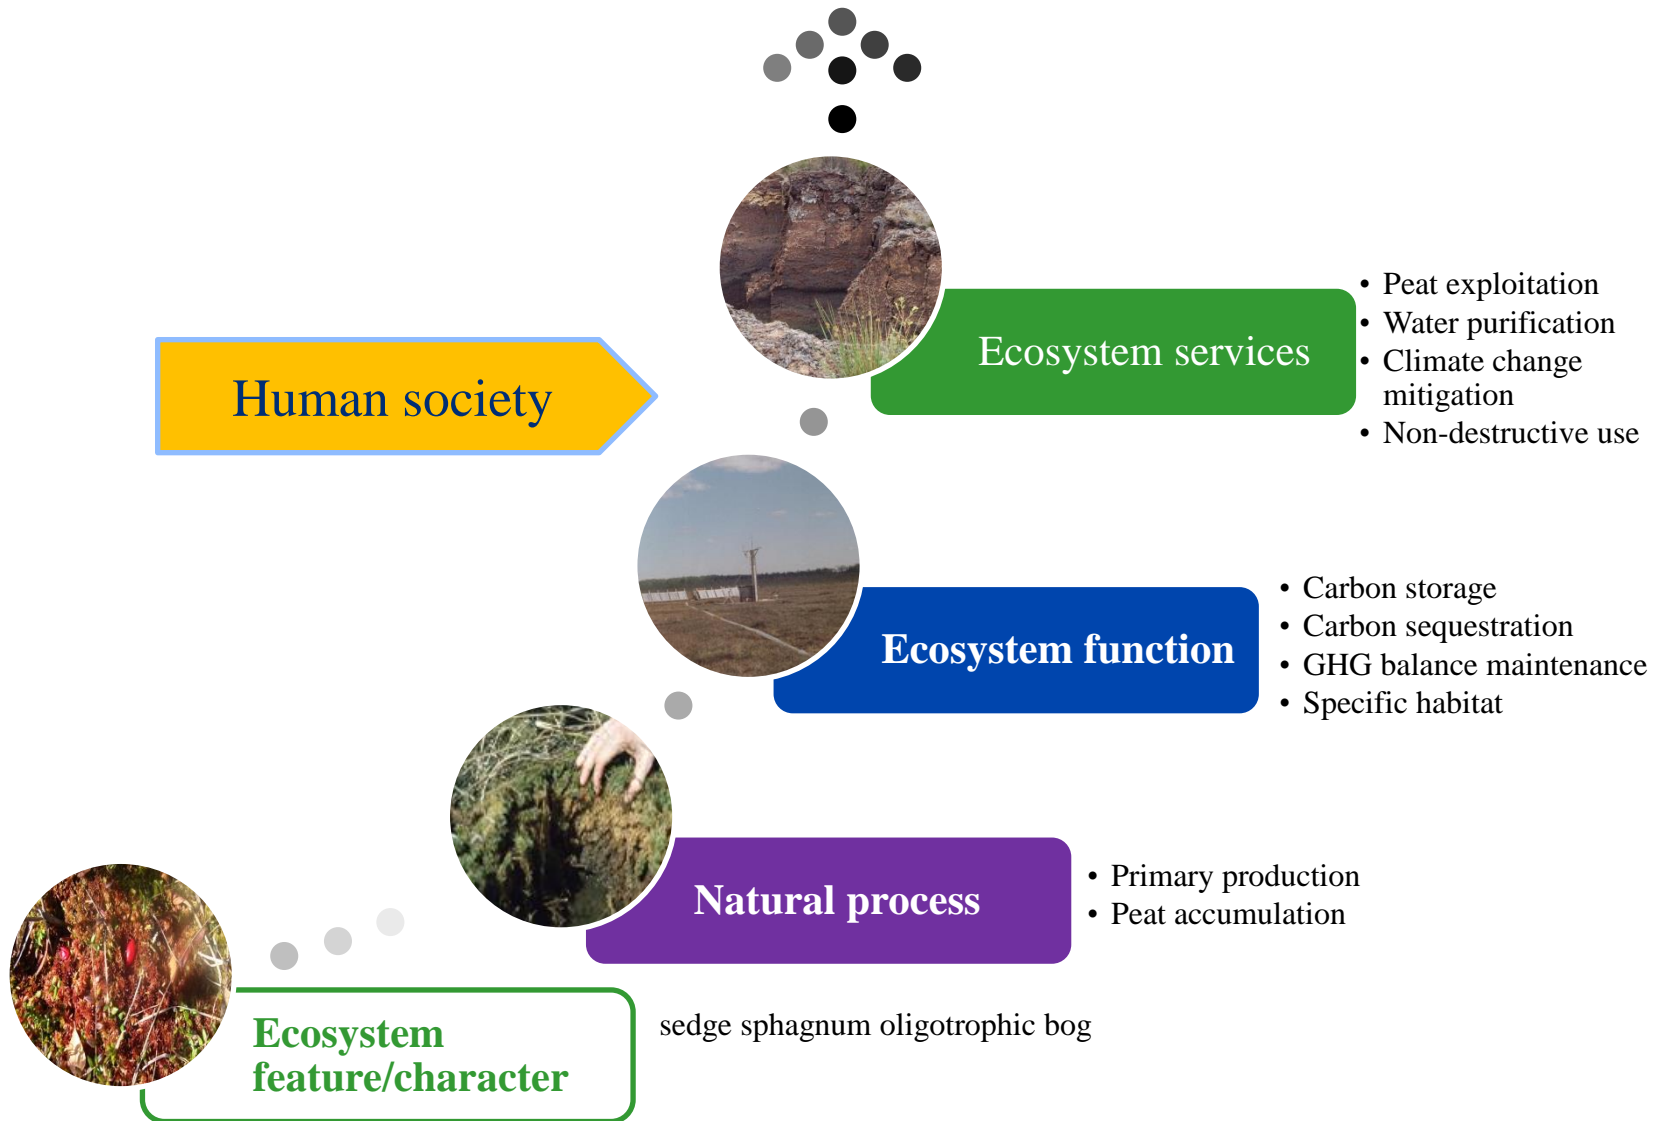 Human society
Ecosystem services
• Peat exploitation
• Water purification
• Climate change
mitigation
• Non-destructive use
Ecosystem function
• Carbon storage
• Carbon sequestration
• GHG balance maintenance
• Specific habitat
Natural process
• Primary production
• Peat accumulation
Ecosystem
feature/character
sedge sphagnum oligotrophic bog